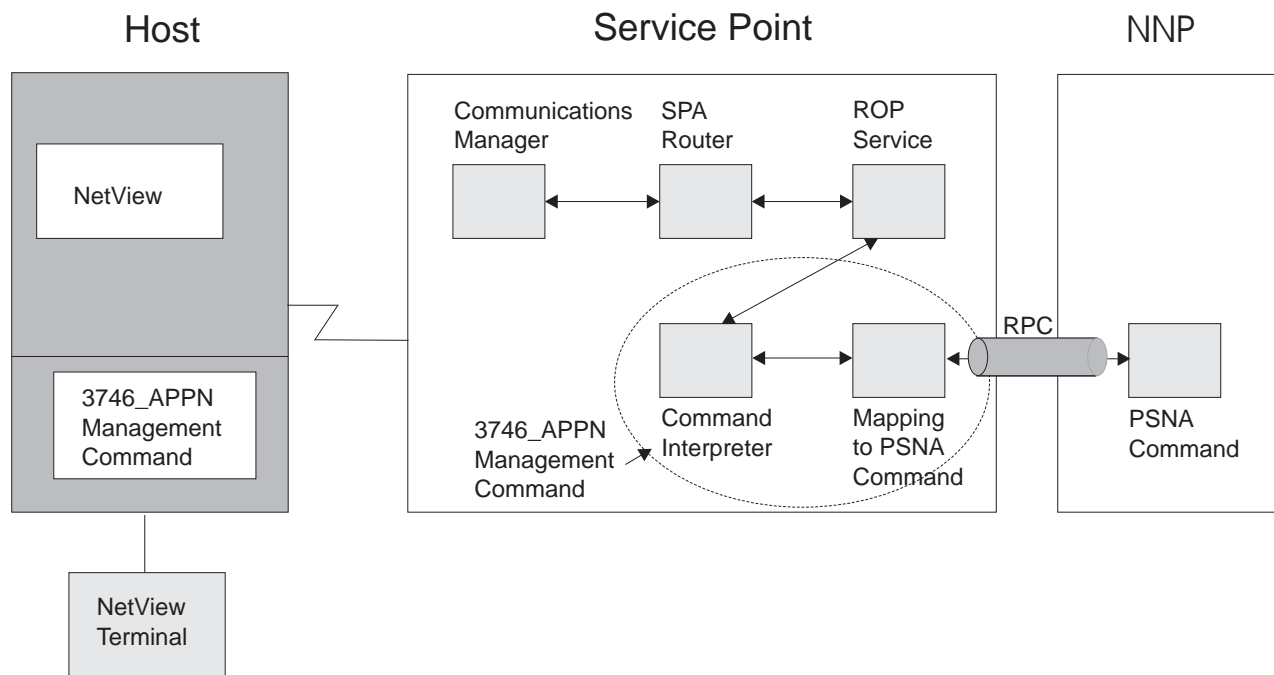 Host
Service Point
NNP
Communications
Manager
SPA
Router
ROP
Service
NetView
RPC
3746_APPN
Management
Command
3746_APPN
Management
Command
Command
Interpreter
Mapping
to PSNA
Command
PSNA
Command
NetView
Terminal